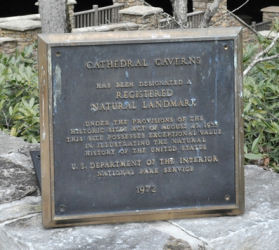 CATHEDRAL CAVERNS
HAS BEEN DESIGNATED A
REGISTERED
NATURAL LANDMARK
UNDER THE PROVISIONS OF THE
HISTORIC SITES ACT OF AUGUST 21, 1935
THIS SITE POSSESSES EXCEPTIONAL VALUE
IN ILLUSTRATING THE NATURAL
HISTORY OF THE UNITED STATES
U. S. DEPARTMENT OF THE INTERIOR
NATIONAL PARK SERVICE
1972